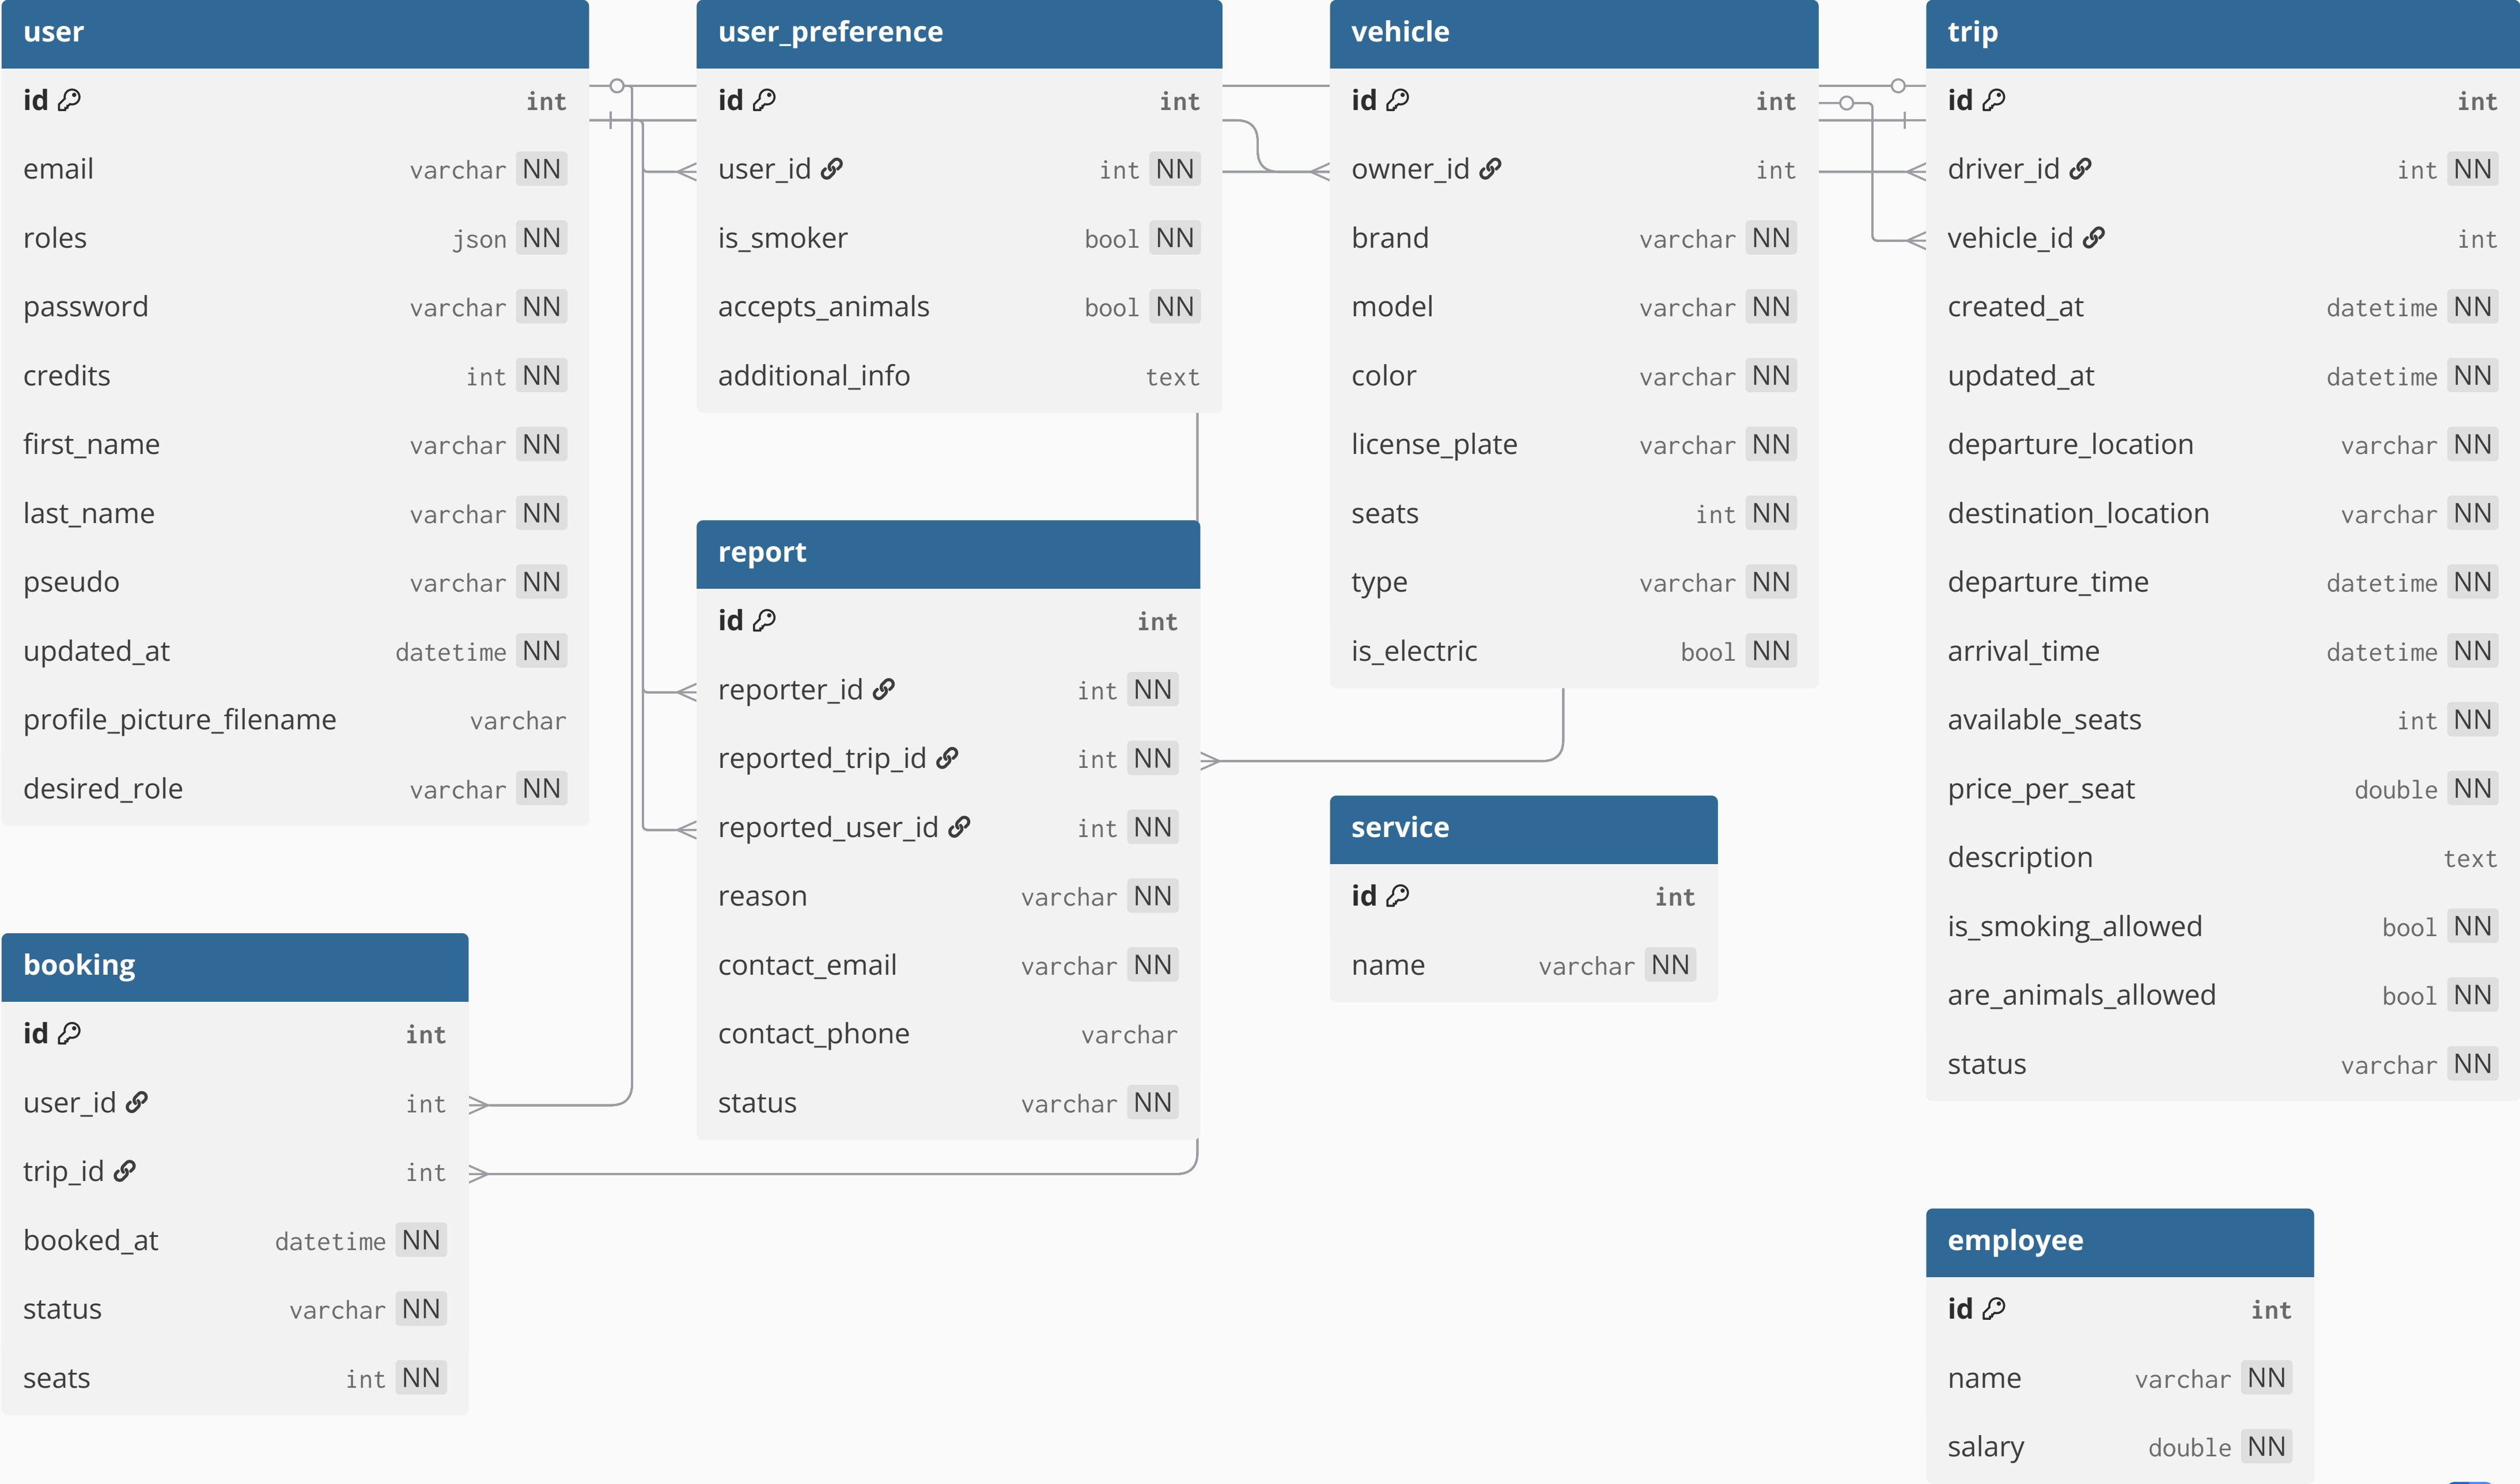 user
id int
email varchar NN
roles json NN
password varchar NN
credits int NN
first_name varchar NN
last_name varchar NN
pseudo varchar NN
updated_at datetime NN
profile_picture_filename varchar
desired_role varchar NN
user_preference
id int
user_id int NN
is_smoker bool NN
accepts_animals bool NN
additional_info text
vehicle
id int
owner_id int
brand varchar NN
model varchar NN
color varchar NN
license_plate varchar NN
seats int NN
type varchar NN
is_electric bool NN
trip
id int
driver_id int NN
vehicle_id int
created_at datetime NN
updated_at datetime NN
departure_location varchar NN
destination_location varchar NN
departure_time datetime NN
arrival_time datetime NN
available_seats int NN
price_per_seat double NN
description text
is_smoking_allowed bool NN
are_animals_allowed bool NN
status varchar NN
report
id int
reporter_id int NN
reported_trip_id int NN
reported_user_id int NN
reason varchar NN
contact_email varchar NN
contact_phone varchar
status varchar NN
service
id int
name varchar NN
booking
id int
user_id int
trip_id int
booked_at datetime NN
status varchar NN
seats int NN
employee
id int
name varchar NN
salary double NN